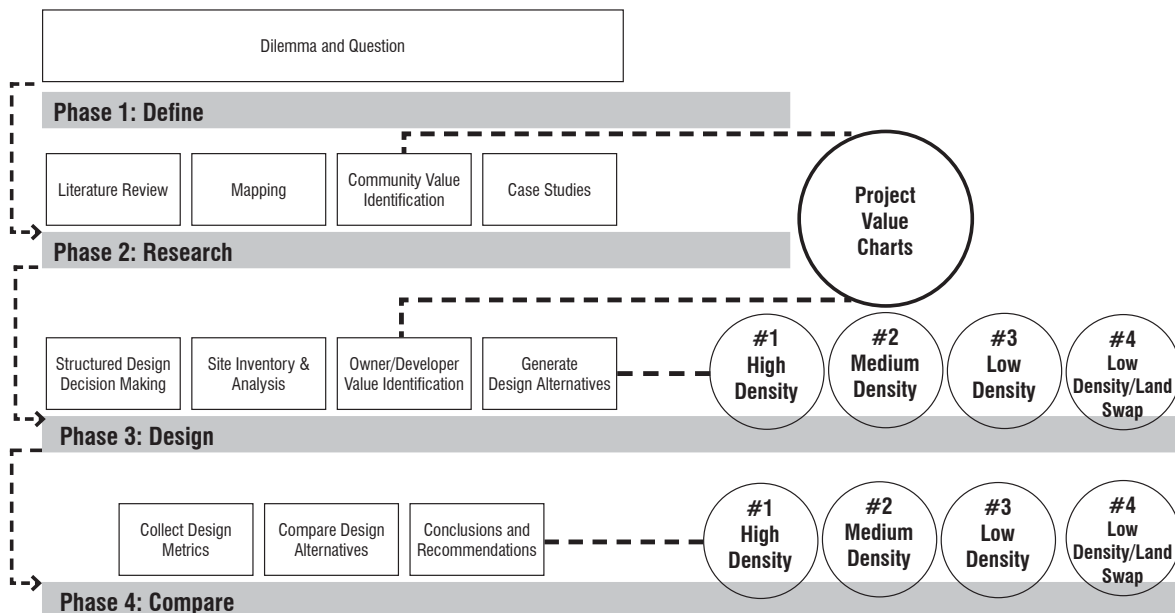 Dilemma and Question
Phase 1: Define
Literature Review
Mapping
Community Value
Identification
Case Studies
Project
Value
Charts
Phase 2: Research
Structured Design
Decision Making
Site Inventory &
Analysis
Owner/Developer
Value Identification
Generate
Design Alternatives
#1
High
Density
#2
Medium
Density
#3
Low
Density
#4
Low
Density/Land
Swap
Phase 3: Design
Collect Design
Metrics
Compare Design
Alternatives
Conclusions and
Recommendations
#1
High
Density
#2
Medium
Density
#3
Low
Density
#4
Low
Density/Land
Swap
Phase 4: Compare